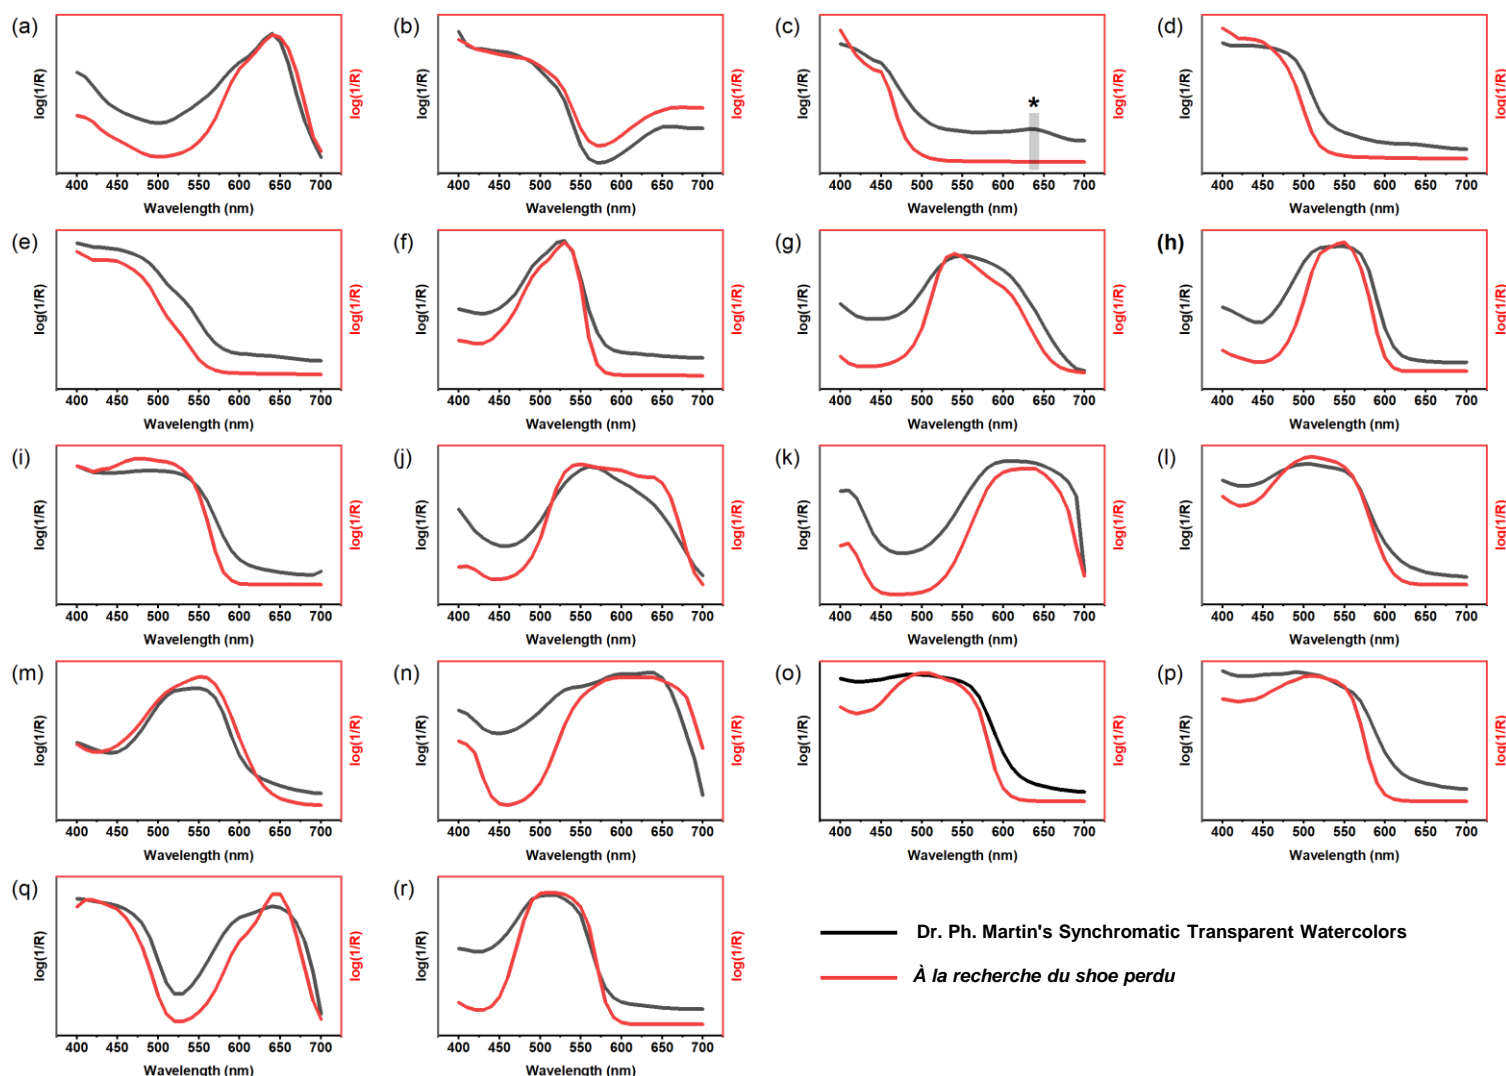 (a) (b) (c) (d)
log(1/R) log(1/R) log(1/R) log(1/R) log(1/R) * log(1/R) log(1/R) log(1/R)
400 450 500 550 600 650 700 400 450 500 550 600 650 700 400 450 500 550 600 650 700 400 450 500 550 600 650 700
Wavelength (nm) Wavelength (nm) Wavelength (nm) Wavelength (nm)
(e) (f) (g) (h)
log(1/R) log(1/R) log(1/R) log(1/R) log(1/R) log(1/R) log(1/R) log(1/R)
400 450 500 550 600 650 700 400 450 500 550 600 650 700 400 450 500 550 600 650 700 400 450 500 550 600 650 700
Wavelength (nm) Wavelength (nm) Wavelength (nm) Wavelength (nm)
(i) (j) (k) (l)
log(1/R) log(1/R) log(1/R) log(1/R) log(1/R) log(1/R) log(1/R) log(1/R)
400 450 500 550 600 650 700 400 450 500 550 600 650 700 400 450 500 550 600 650 700 400 450 500 550 600 650 700
Wavelength (nm) Wavelength (nm) Wavelength (nm) Wavelength (nm)
(m) (n) (o) (p)
log(1/R) log(1/R) log(1/R) log(1/R) log(1/R) log(1/R) log(1/R) log(1/R)
400 450 500 550 600 650 700 400 450 500 550 600 650 700 400 450 500 550 600 650 700 400 450 500 550 600 650 700
Wavelength (nm) Wavelength (nm) Wavelength (nm) Wavelength (nm)
(q) (r)
log(1/R) log(1/R) log(1/R) log(1/R)
400 450 500 550 600 650 700 400 450 500 550 600 650 700
Wavelength (nm) Wavelength (nm)
Dr. Ph. Martin's Synchromatic Transparent Watercolors
À la recherche du shoe perdu